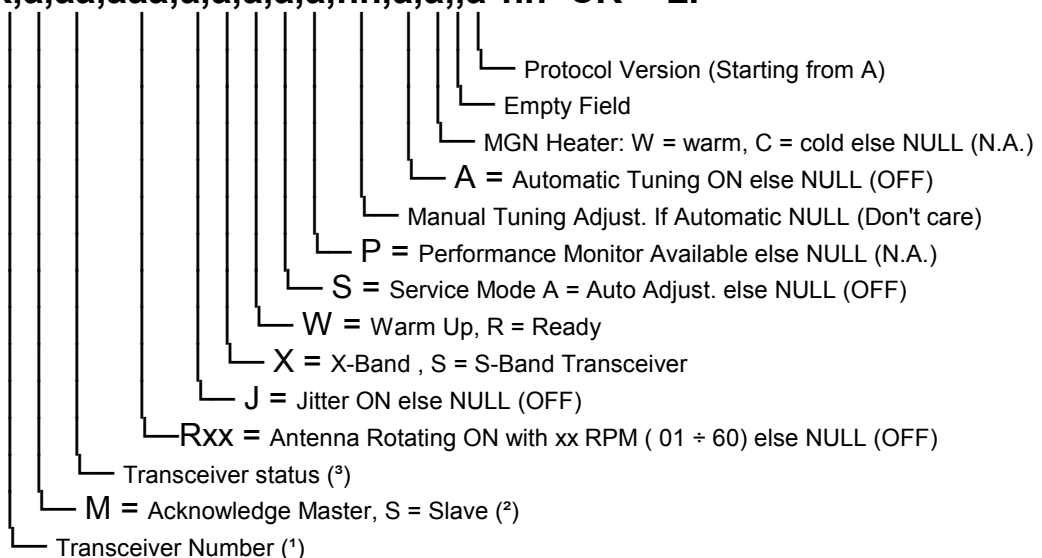 Protocol Version (Starting from A)
Empty Field
MGN Heater: W = warm, C = cold else NULL (N.A.)
A = Automatic Tuning ON else NULL (OFF)
Manual Tuning Adjust. If Automatic NULL (Don't care)
P = Performance Monitor Available else NULL (N.A.)
S = Service Mode A = Auto Adjust. else NULL (OFF)
W = Warm Up, R = Ready
X = X-Band , S = S-Band Transceiver
J = Jitter ON else NULL (OFF)
Rxx = Antenna Rotating ON with xx RPM ( 01 ÷ 60) else NULL (OFF)
Transceiver status (³)
M = Acknowledge Master, S = Slave (²)
Transceiver Number (¹)